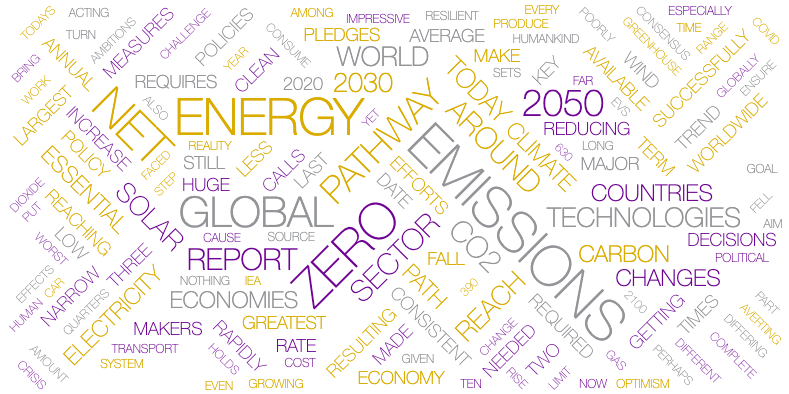 TODAYS
ACTING
AMONG
IMPRESSIVE
RESILIENT
EVERY
PRODUCE
CONSENSUS
ESPECIALLY
TIME
COVID
TURN
AMBITIONS
MEASURES
CHALLENGE
POLICIES
CONSUME
PLEDGES
AVERAGE
HUMANKIND
POORLY
GREENHOUSE
RANGE
BRING
ANNUAL
YEAR
CLEAN
WORLD
MAKE
SETS
KEY
AVAILABLE
WIND
SUCCESSFULLY
GLOBALLY
ENSURE
WORK
LARGEST
REQUIRES
2020
2030
TODAY
FAR
EVS
NET
ALSO
ENERGY
YET
PATHWAY
AROUND
2050
REDUCING
TREND
WORLDWIDE
INCREASE
POLICY
FACED
STEP
REALITY
STILL
LESS
CALLS
LAST
CLIMATE
630
LONG
MAJOR
TERM
GOAL
ESSENTIAL
REACHING
DIOXIDE
PUT
SOLAR
HUGE
EFFORTS
DATE
EMISSIONS
COUNTRIES
FELL
AIM
GLOBAL
ZERO
TECHNOLOGIES
LOW
WORST
CAUSE
SOURCE
SECTOR
CO2
CARBON
DECISIONS
POLITICAL
REPORT
FALL
CHANGES
EFFECTS
HUMAN
CAR
NARROW
THREE
QUARTERS
ELECTRICITY
NOTHING
IEA
PATH
390
REACH
ECONOMIES
CONSISTENT
REQUIRED
2100
GETTING
TIMES
PART
AVERTING
DIFFERING
MAKERS
RAPIDLY
GREATEST
RESULTING
MADE
CHANGE
NEEDED
TWO
GAS
DIFFERENT
COMPLETE
PERHAPS
TRANSPORT
SYSTEM
HOLDS
RATE
COST
GIVEN
ECONOMY
RISE
LIMIT
AMOUNT
CRISIS
EVEN
GROWING
TEN
NOW
OPTIMISM